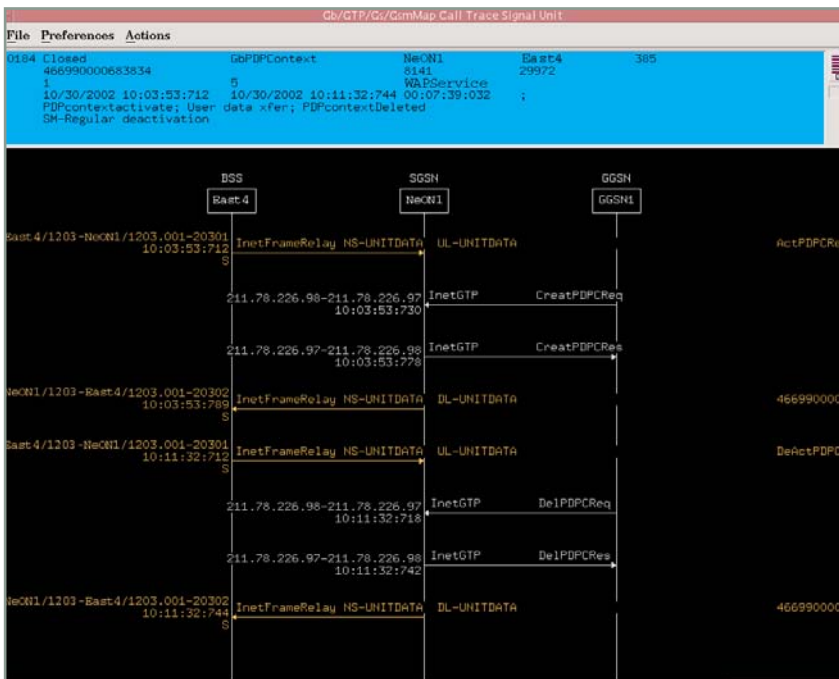 Gb/GTP/Gs/GsmMap Call Trace Signal Unit
File Preferences Actions
0184 Closed GbPDPContext NeON1 East4 385
466990000683834 8141 29972
1 5 WAPService
10/30/2002 10:03:53:712 10/30/2002 10:11:32:744 00:07:39:032 ;
PDPcontextactivate; User data xfer; PDPcontextDeleted
SM-Regular deactivation
BSS SGSN GGSN
East4 NeON1 GGSN1
East4/1203-NeON1/1203.001-20301
10:03:53:712 InetFrameRelay NS-UNITDATA UL-UNITDATA ActPDPCRe
S
211.78.226.98-211.78.226.97 InetGTP CreatPDPCReq
10:03:53:730
211.78.226.97-211.78.226.98 InetGTP CreatPDPCRes
10:03:53:778
NeON1/1203-East4/1203.001-20302
10:03:53:789 InetFrameRelay NS-UNITDATA DL-UNITDATA 46699000
S
East4/1203-NeON1/1203.001-20301
10:11:32:712 InetFrameRelay NS-UNITDATA UL-UNITDATA DeActPDPC
S
211.78.226.98-211.78.226.97 InetGTP DelPDPCReq
10:11:32:718
211.78.226.97-211.78.226.98 InetGTP DelPDPCRes
10:11:32:742
NeON1/1203-East4/1203.001-20302
10:11:32:744 InetFrameRelay NS-UNITDATA DL-UNITDATA 46699000
S